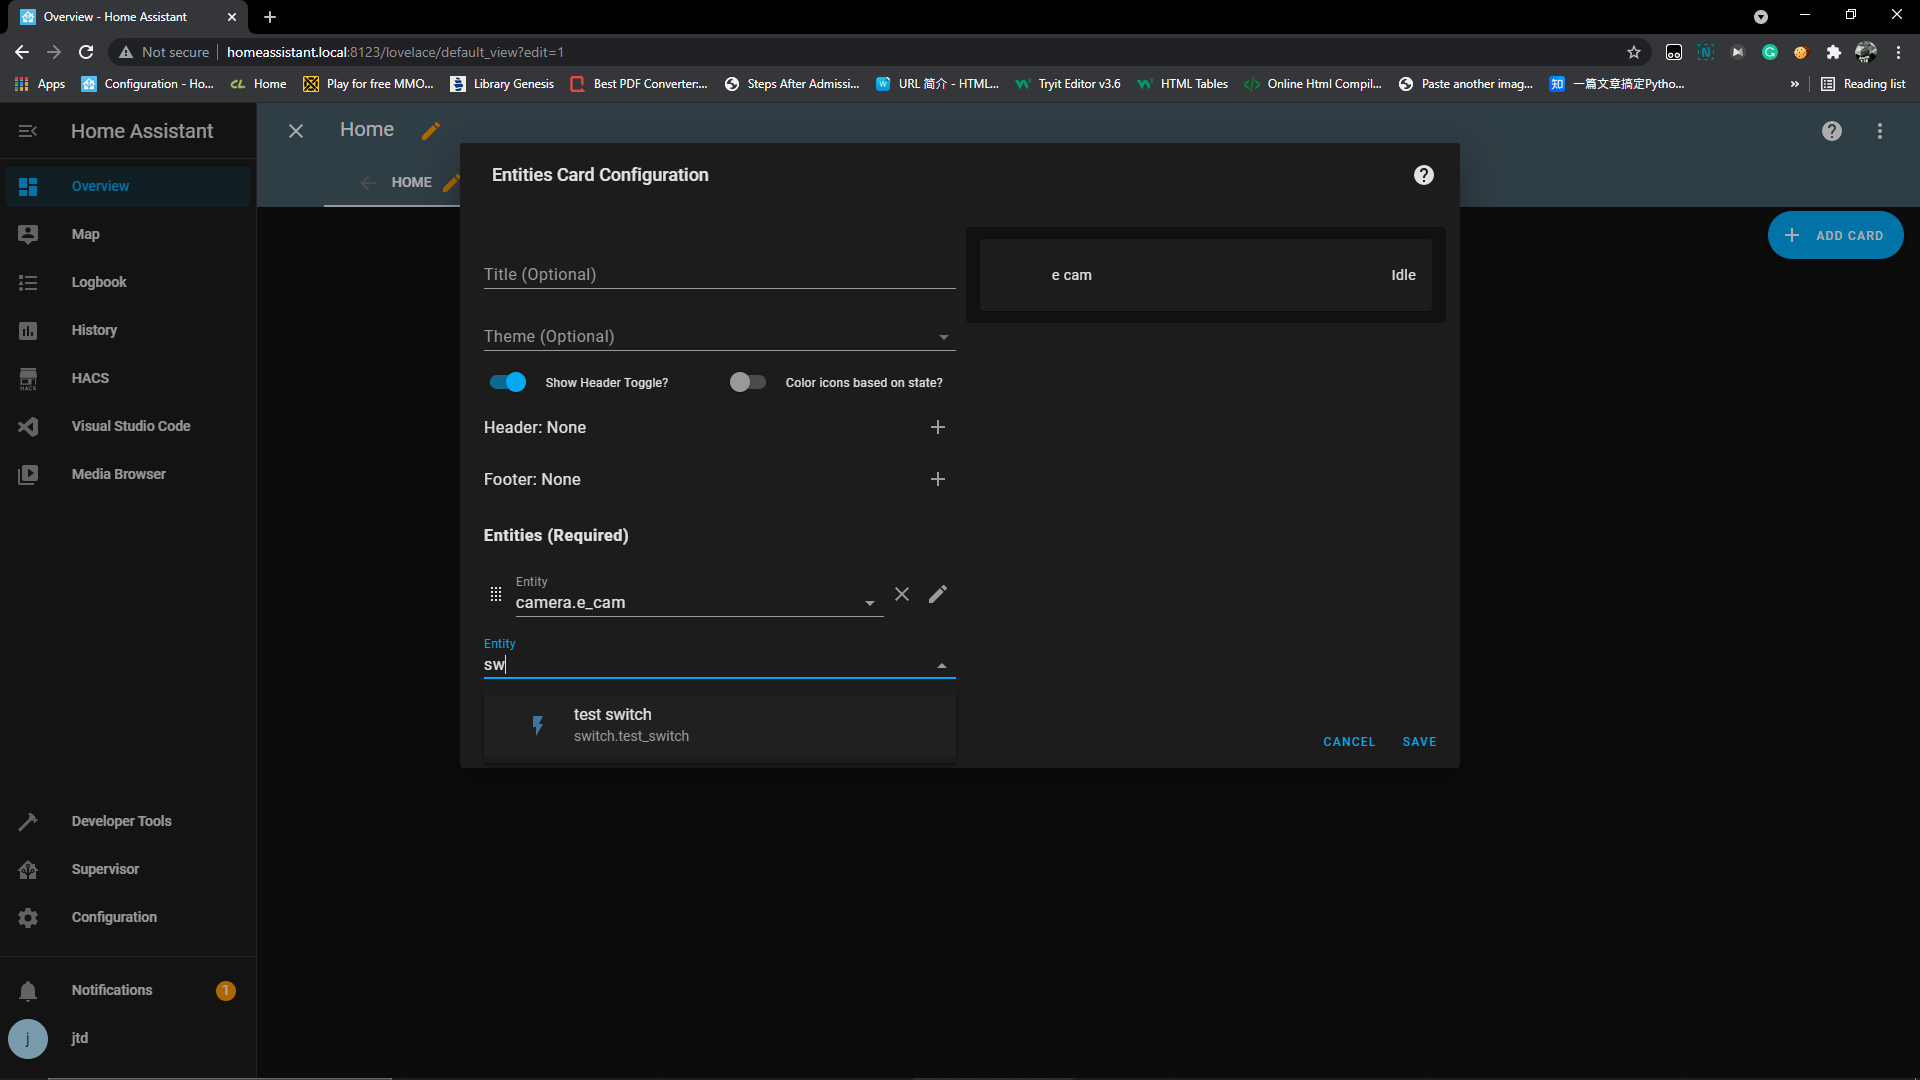 Overview - Home Assistant
Not secure
homeassistant.local:8123/lovelace/default_view?edit=1
Apps
Configuration - Ho...
CL
Home
Play for free MMO...
Library Genesis
Best PDF Converter:...
Steps After Admissi...
URL 简介 - HTML...
Tryit Editor v3.6
HTML Tables
Online Html Compil...
Paste another imag...
知
一篇文章搞定Pytho...
»
Reading list
Home Assistant
Home
Overview
HOME
Entities Card Configuration
ADD CARD
Map
Logbook
History
HACS
HACS
Visual Studio Code
Media Browser
Title (Optional)
e cam
Idle
Theme (Optional)
Show Header Toggle?
Color icons based on state?
Header: None
Footer: None
Entities (Required)
Entity
camera.e_cam
Entity
sw
test switch
switch.test_switch
CANCEL
SAVE
Developer Tools
Supervisor
Configuration
Notifications
1
j
jtd